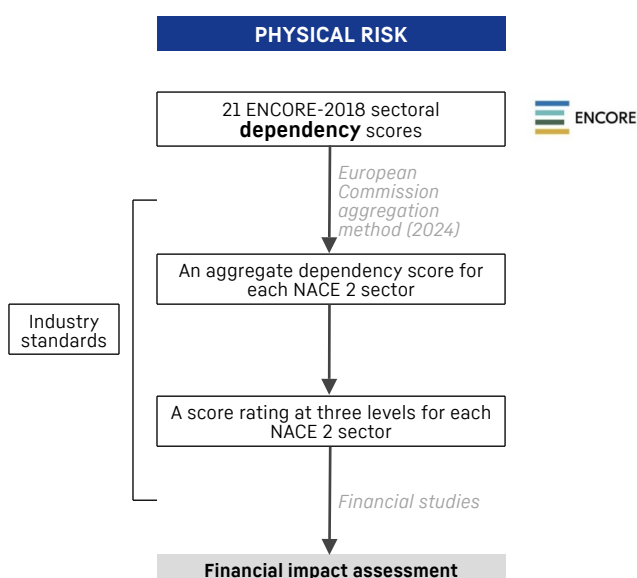 PHYSICAL RISK
21 ENCORE-2018 sectoral
dependency scores
ENCORE
European
Commission
aggregation
method (2024)
An aggregate dependency score for
each NACE 2 sector
Industry
standards
A score rating at three levels for each
NACE 2 sector
Financial studies
Financial impact assessment